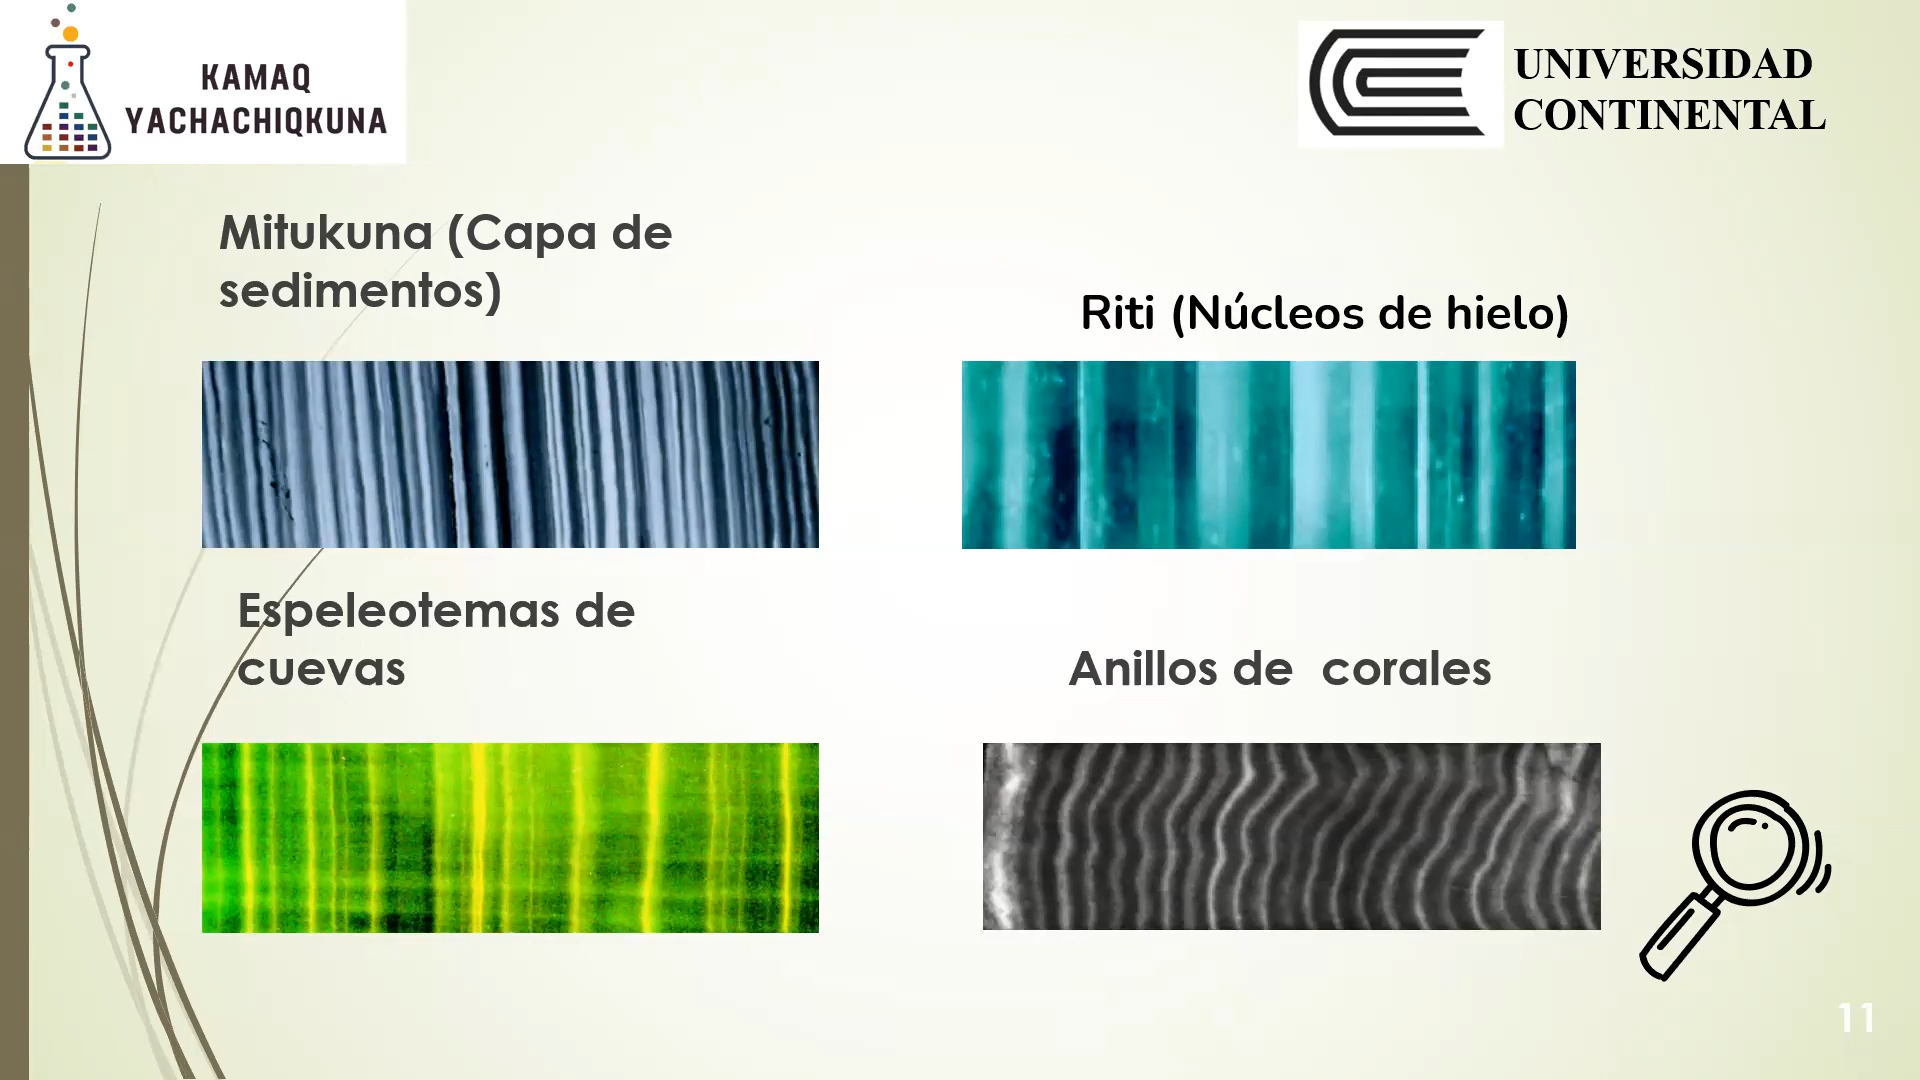 KAMAQ
YACHACHIQKUNA
UNIVERSIDAD
CONTINENTAL
Mitukuna (Capa de
sedimentos)
Riti (Núcleos de hielo)
Espeleotemas de
cuevas
Anillos de  corales
11